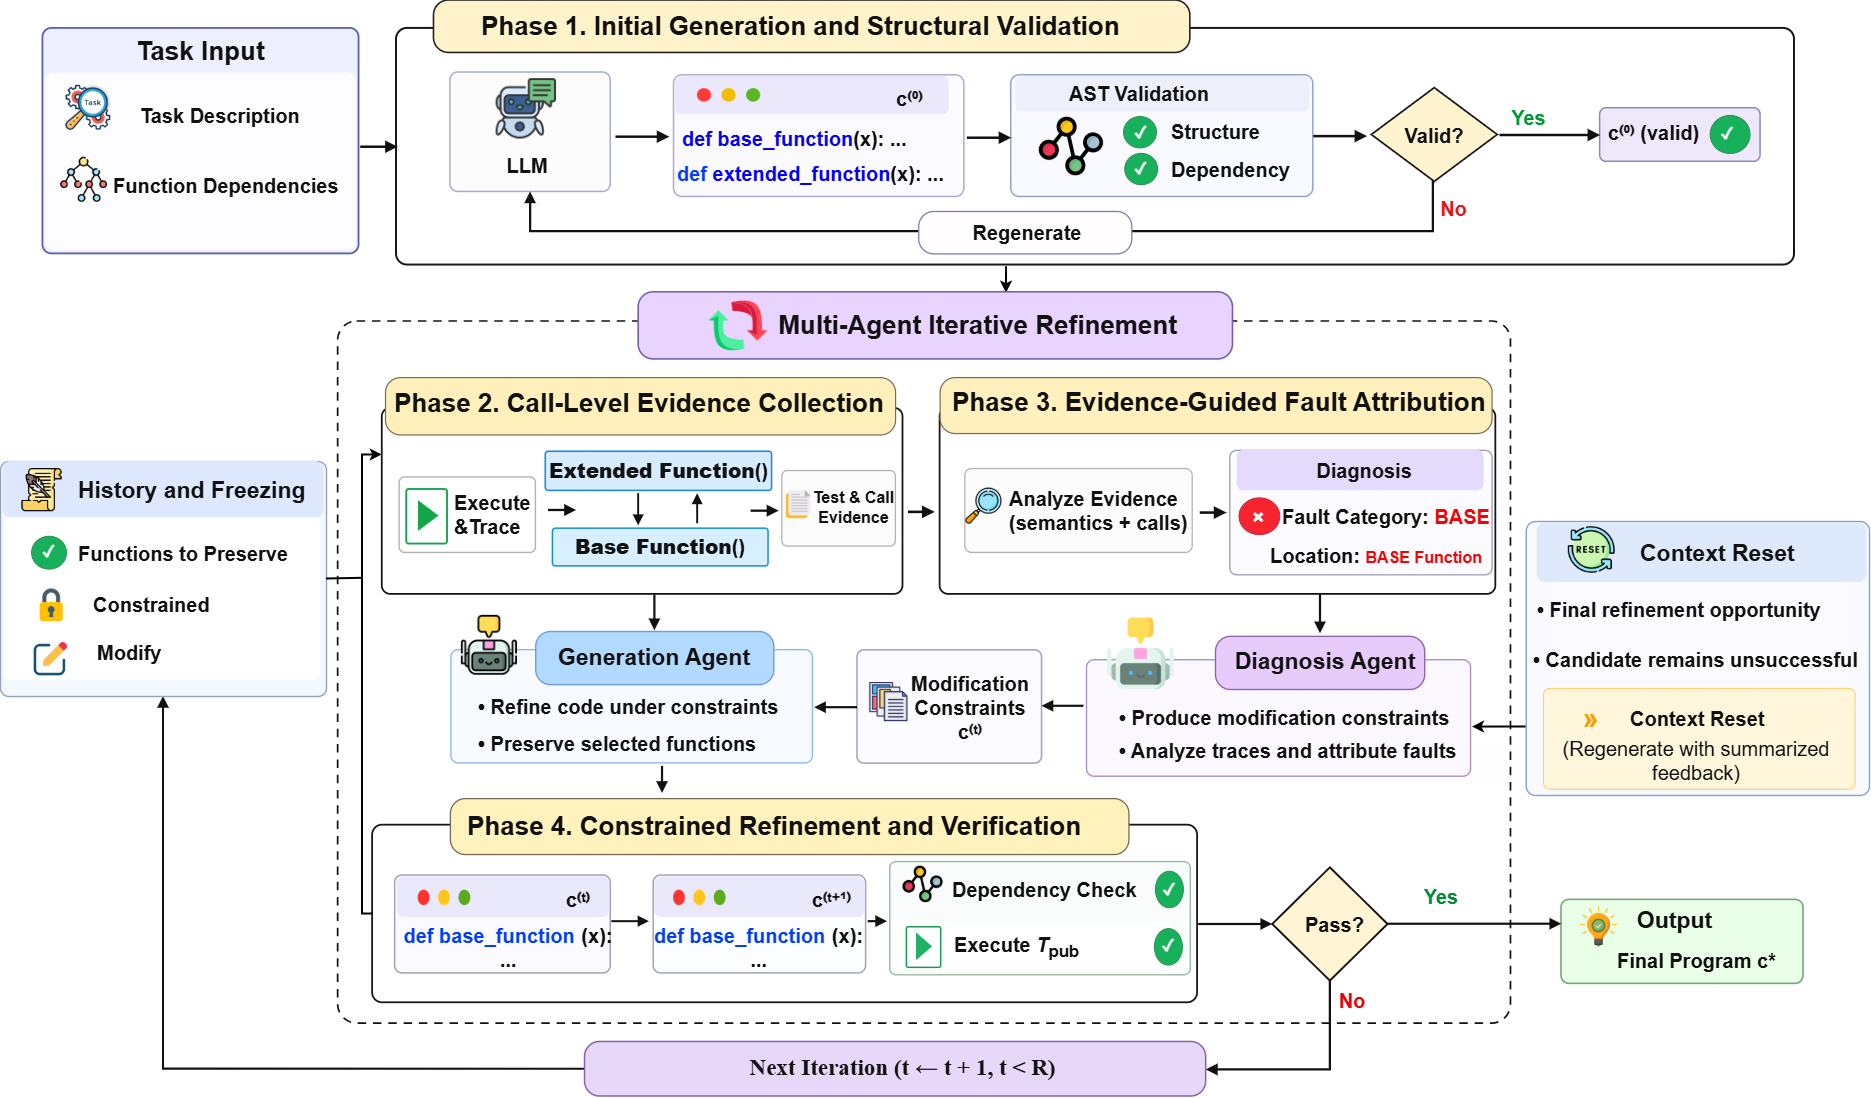 Task Input
Task
Task Description
Function Dependencies
Phase 1. Initial Generation and Structural Validation
LLM
c⁽⁰⁾
def base_function(x): ...
def extended_function(x): ...
AST Validation
Structure
Dependency
Valid?
Yes
c⁽⁰⁾ (valid)
No
Regenerate
Multi-Agent Iterative Refinement
Phase 2. Call-Level Evidence Collection
Execute
&Trace
Extended Function()
Base Function()
Test & Call
Evidence
Phase 3. Evidence-Guided Fault Attribution
Analyze Evidence
(semantics + calls)
Diagnosis
Fault Category: BASE
Location: BASE Function
History and Freezing
Functions to Preserve
Constrained
Modify
RESET
Context Reset
• Final refinement opportunity
• Candidate remains unsuccessful
» Context Reset
(Regenerate with summarized
feedback)
Generation Agent
• Refine code under constraints
• Preserve selected functions
Modification
Constraints
c⁽ᵗ⁾
Diagnosis Agent
• Produce modification constraints
• Analyze traces and attribute faults
Phase 4. Constrained Refinement and Verification
c⁽ᵗ⁾
def base_function (x):
...
c⁽ᵗ⁺¹⁾
def base_function (x):
...
Dependency Check
Execute T_pub
Pass?
Yes
No
Output
Final Program c*
Next Iteration (t ← t + 1, t < R)